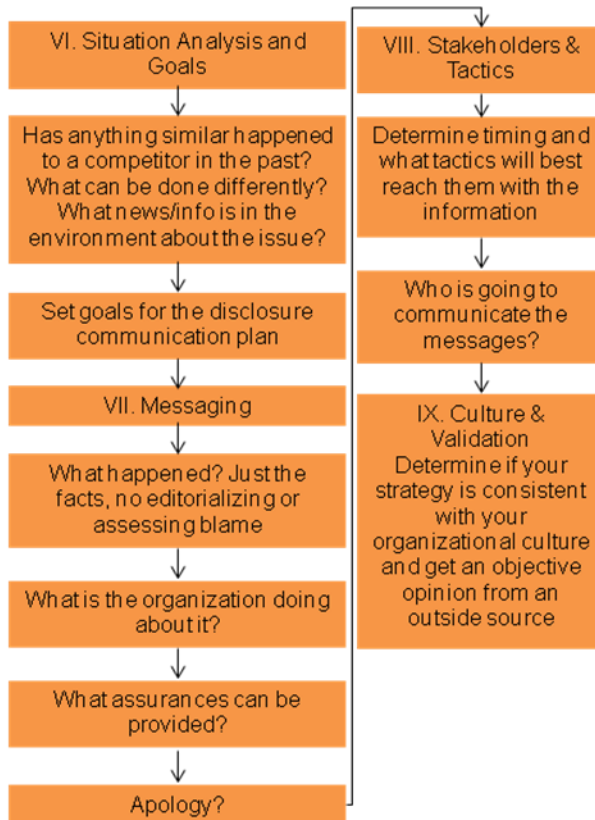 VI. Situation Analysis and
Goals
Has anything similar happened
to a competitor in the past?
What can be done differently?
What news/info is in the
environment about the issue?
Set goals for the disclosure
communication plan
VII. Messaging
What happened? Just the
facts, no editorializing or
assessing blame
What is the organization doing
about it?
What assurances can be
provided?
Apology?
VIII. Stakeholders &
Tactics
Determine timing and
what tactics will best
reach them with the
information
Who is going to
communicate the
messages?
IX. Culture &
Validation
Determine if your
strategy is consistent
with your
organizational culture
and get an objective
opinion from an
outside source